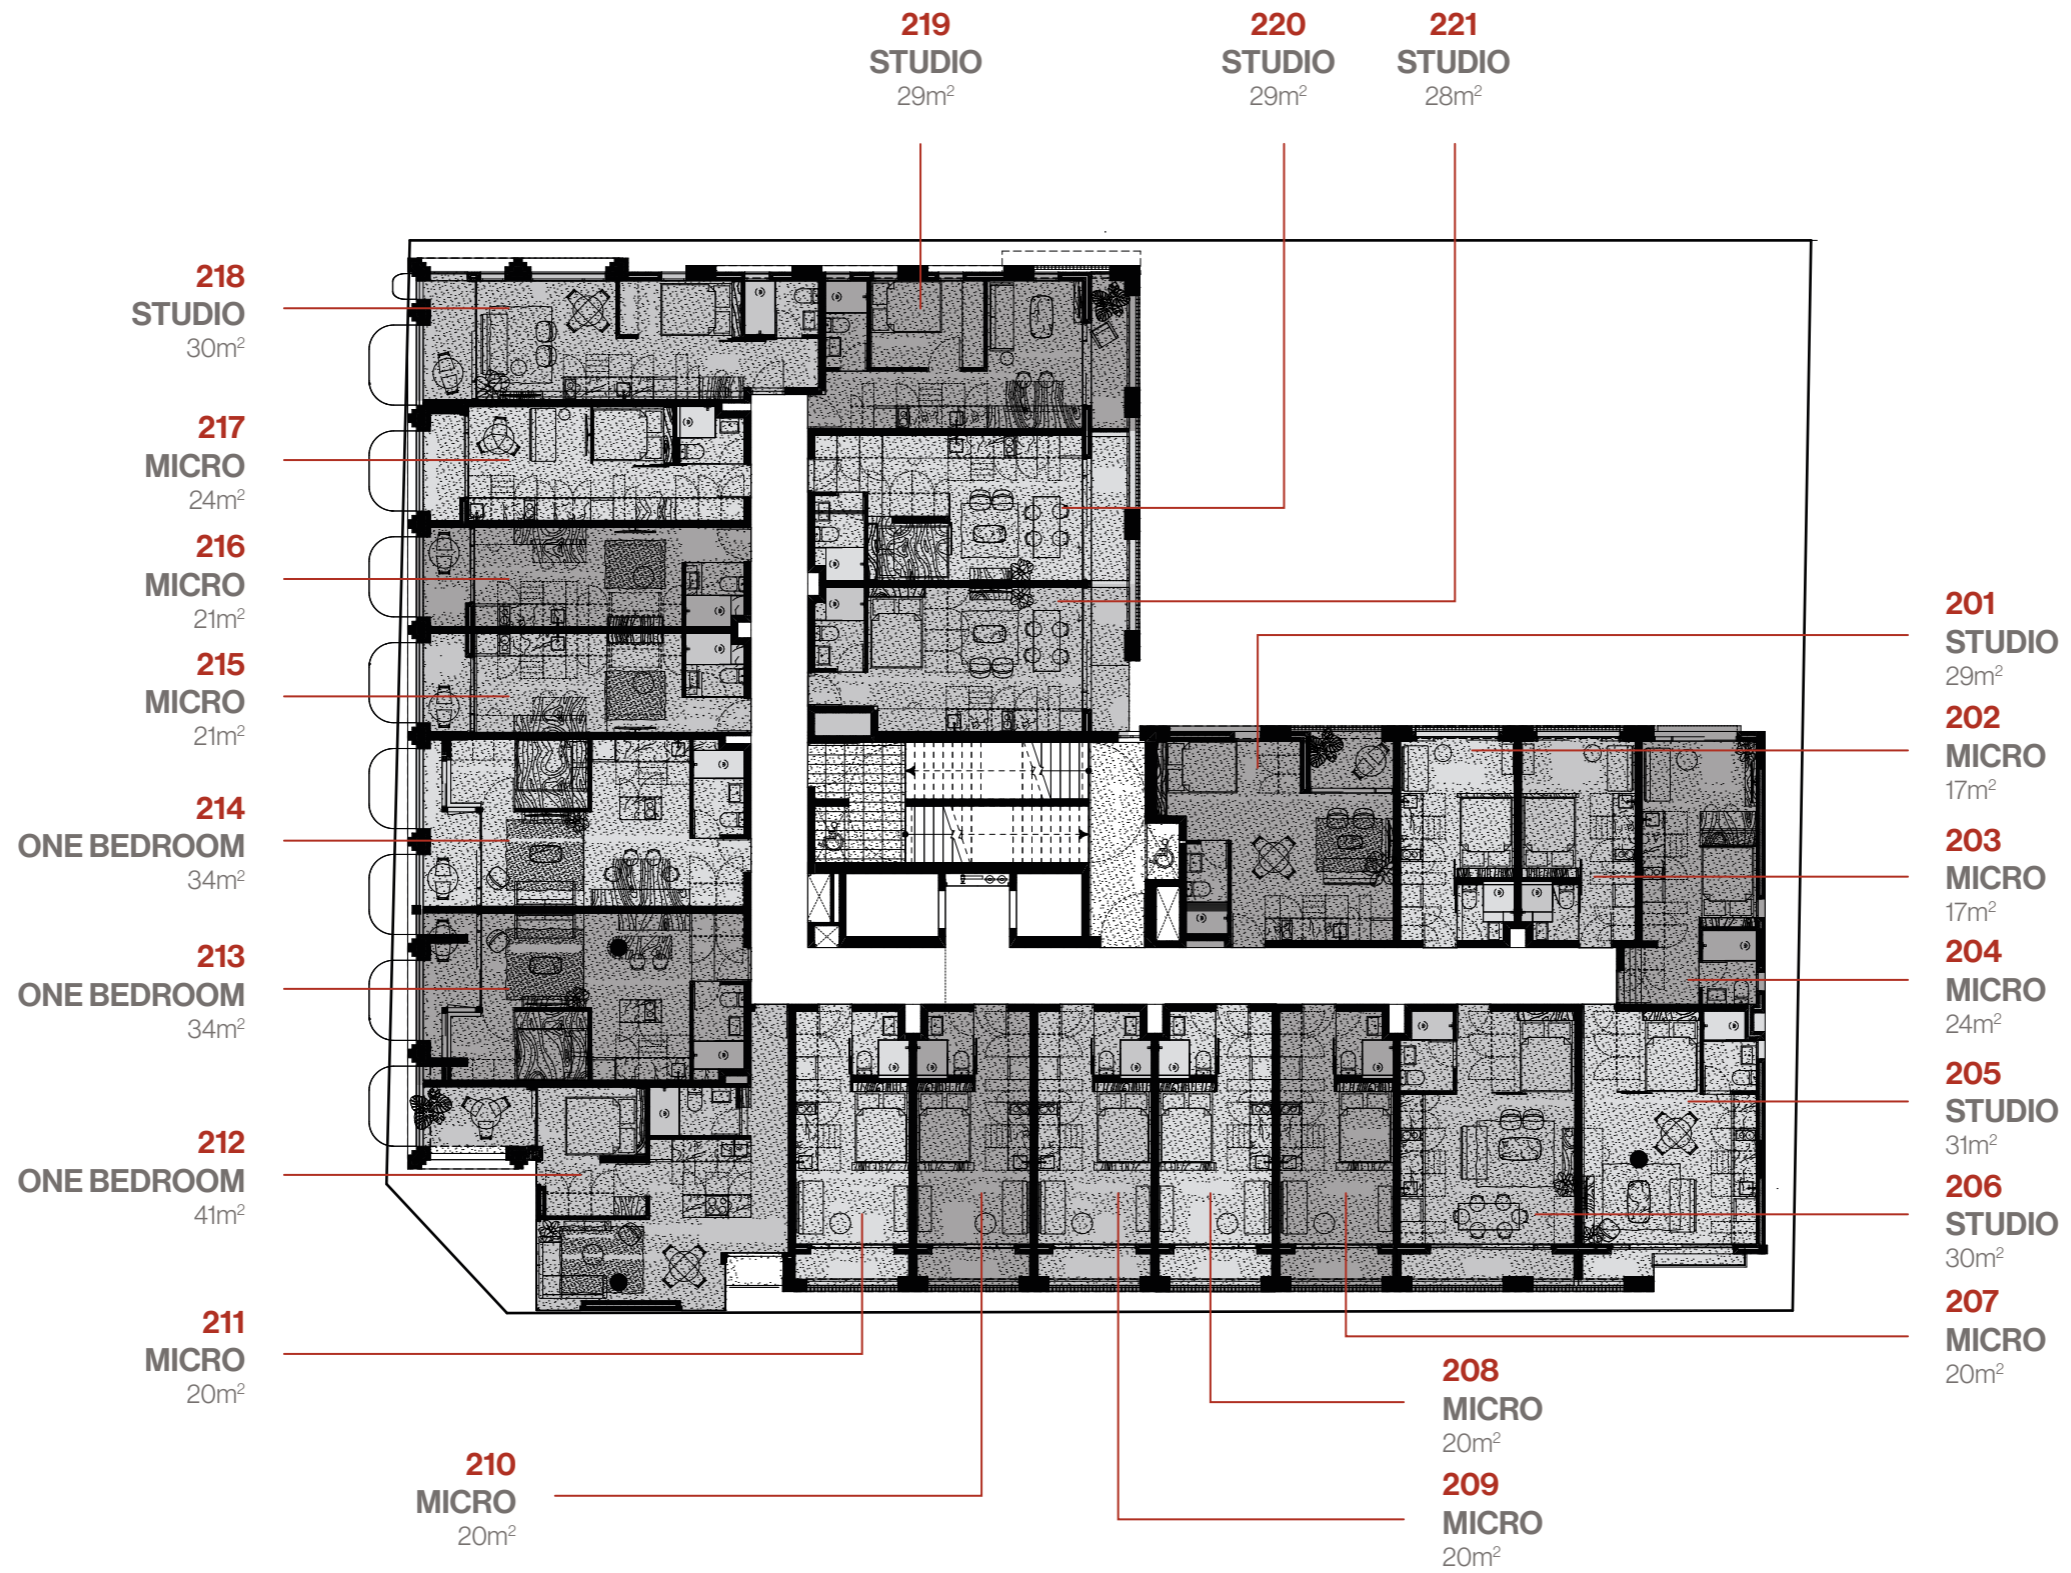 219
STUDIO
29m²
220
STUDIO
29m²
221
STUDIO
28m²
218
STUDIO
30m²
217
MICRO
24m²
216
MICRO
21m²
215
MICRO
21m²
214
ONE BEDROOM
34m²
213
ONE BEDROOM
34m²
212
ONE BEDROOM
41m²
211
MICRO
20m²
210
MICRO
20m²
201
STUDIO
29m²
202
MICRO
17m²
203
MICRO
17m²
204
MICRO
24m²
205
STUDIO
31m²
206
STUDIO
30m²
207
MICRO
20m²
208
MICRO
20m²
209
MICRO
20m²